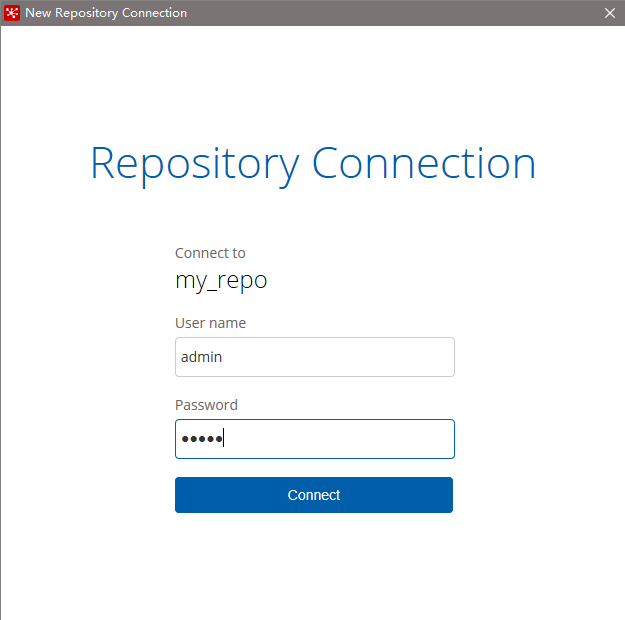 New Repository Connection
Repository Connection
Connect to
my_repo
User name
admin
Password
•••••
Connect